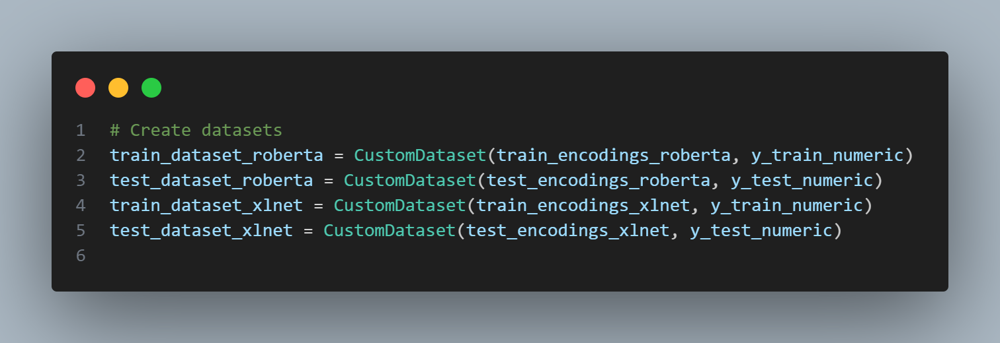 1 # Create datasets
2 train_dataset_roberta = CustomDataset(train_encodings_roberta, y_train_numeric)
3 test_dataset_roberta = CustomDataset(test_encodings_roberta, y_test_numeric)
4 train_dataset_xlnet = CustomDataset(train_encodings_xlnet, y_train_numeric)
5 test_dataset_xlnet = CustomDataset(test_encodings_xlnet, y_test_numeric)
6